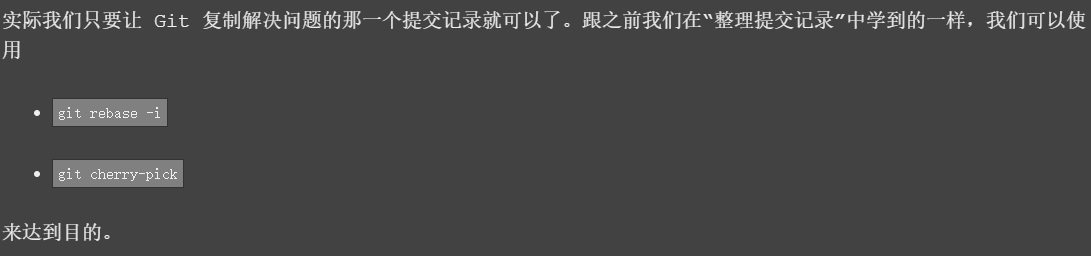 实际我们只要让 Git 复制解决问题的那一个提交记录就可以了。跟之前我们在“整理提交记录”中学到的一样，我们可以使
用
• git rebase -i
• git cherry-pick
来达到目的。